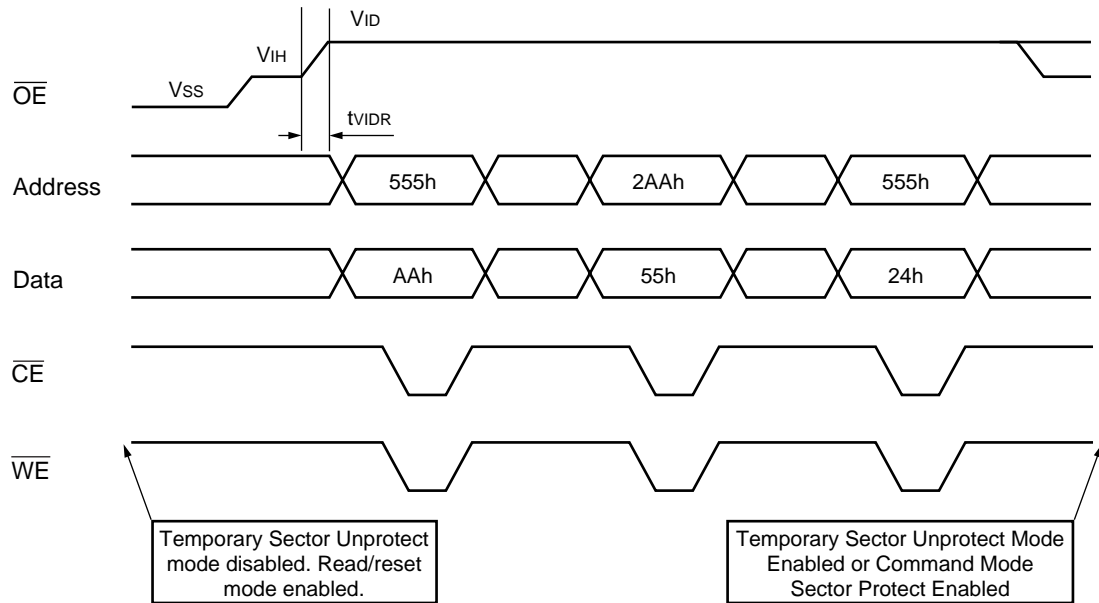 VID
VIH
VSS
OE
tVIDR
Address
555h
2AAh
555h
Data
AAh
55h
24h
CE
WE
Temporary Sector Unprotect
mode disabled. Read/reset
mode enabled.
Temporary Sector Unprotect Mode
Enabled or Command Mode
Sector Protect Enabled